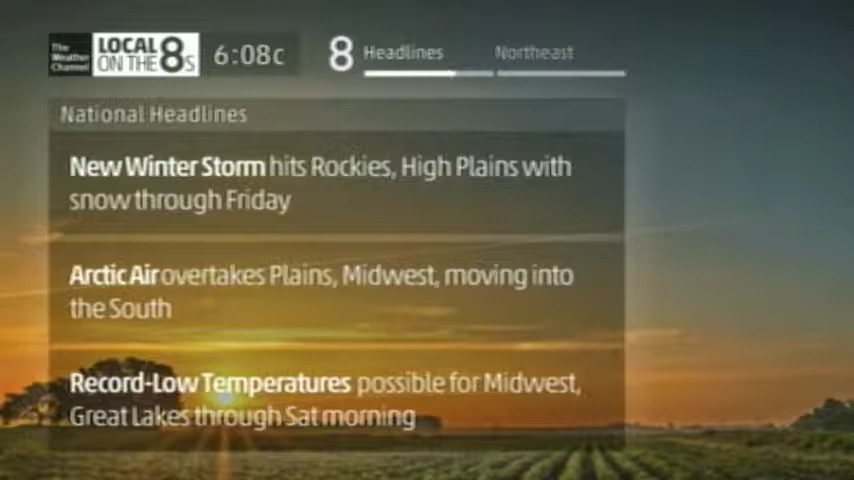 The Weather Channel
LOCAL ON THE 8s
6:08c
8
Headlines
Northeast
National Headlines
New Winter Storm hits Rockies, High Plains with
snow through Friday
Arctic Air overtakes Plains, Midwest, moving into
the South
Record-Low Temperatures possible for Midwest,
Great Lakes through Sat morning